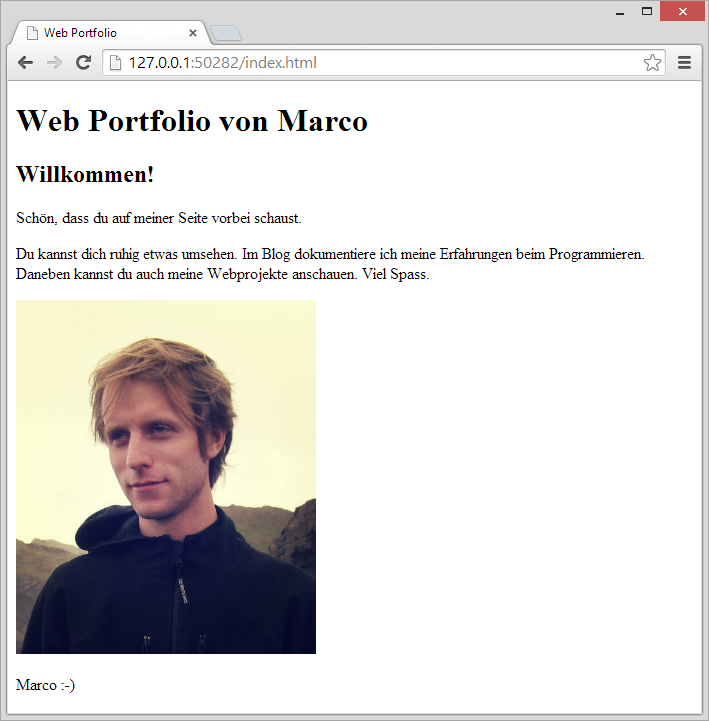 Web Portfolio
127.0.0.1:50282/index.html
Web Portfolio von Marco
Willkommen!
Schön, dass du auf meiner Seite vorbei schaust.
Du kannst dich ruhig etwas umsehen. Im Blog dokumentiere ich meine Erfahrungen beim Programmieren.
Daneben kannst du auch meine Webprojekte anschauen. Viel Spass.
Marco :-)